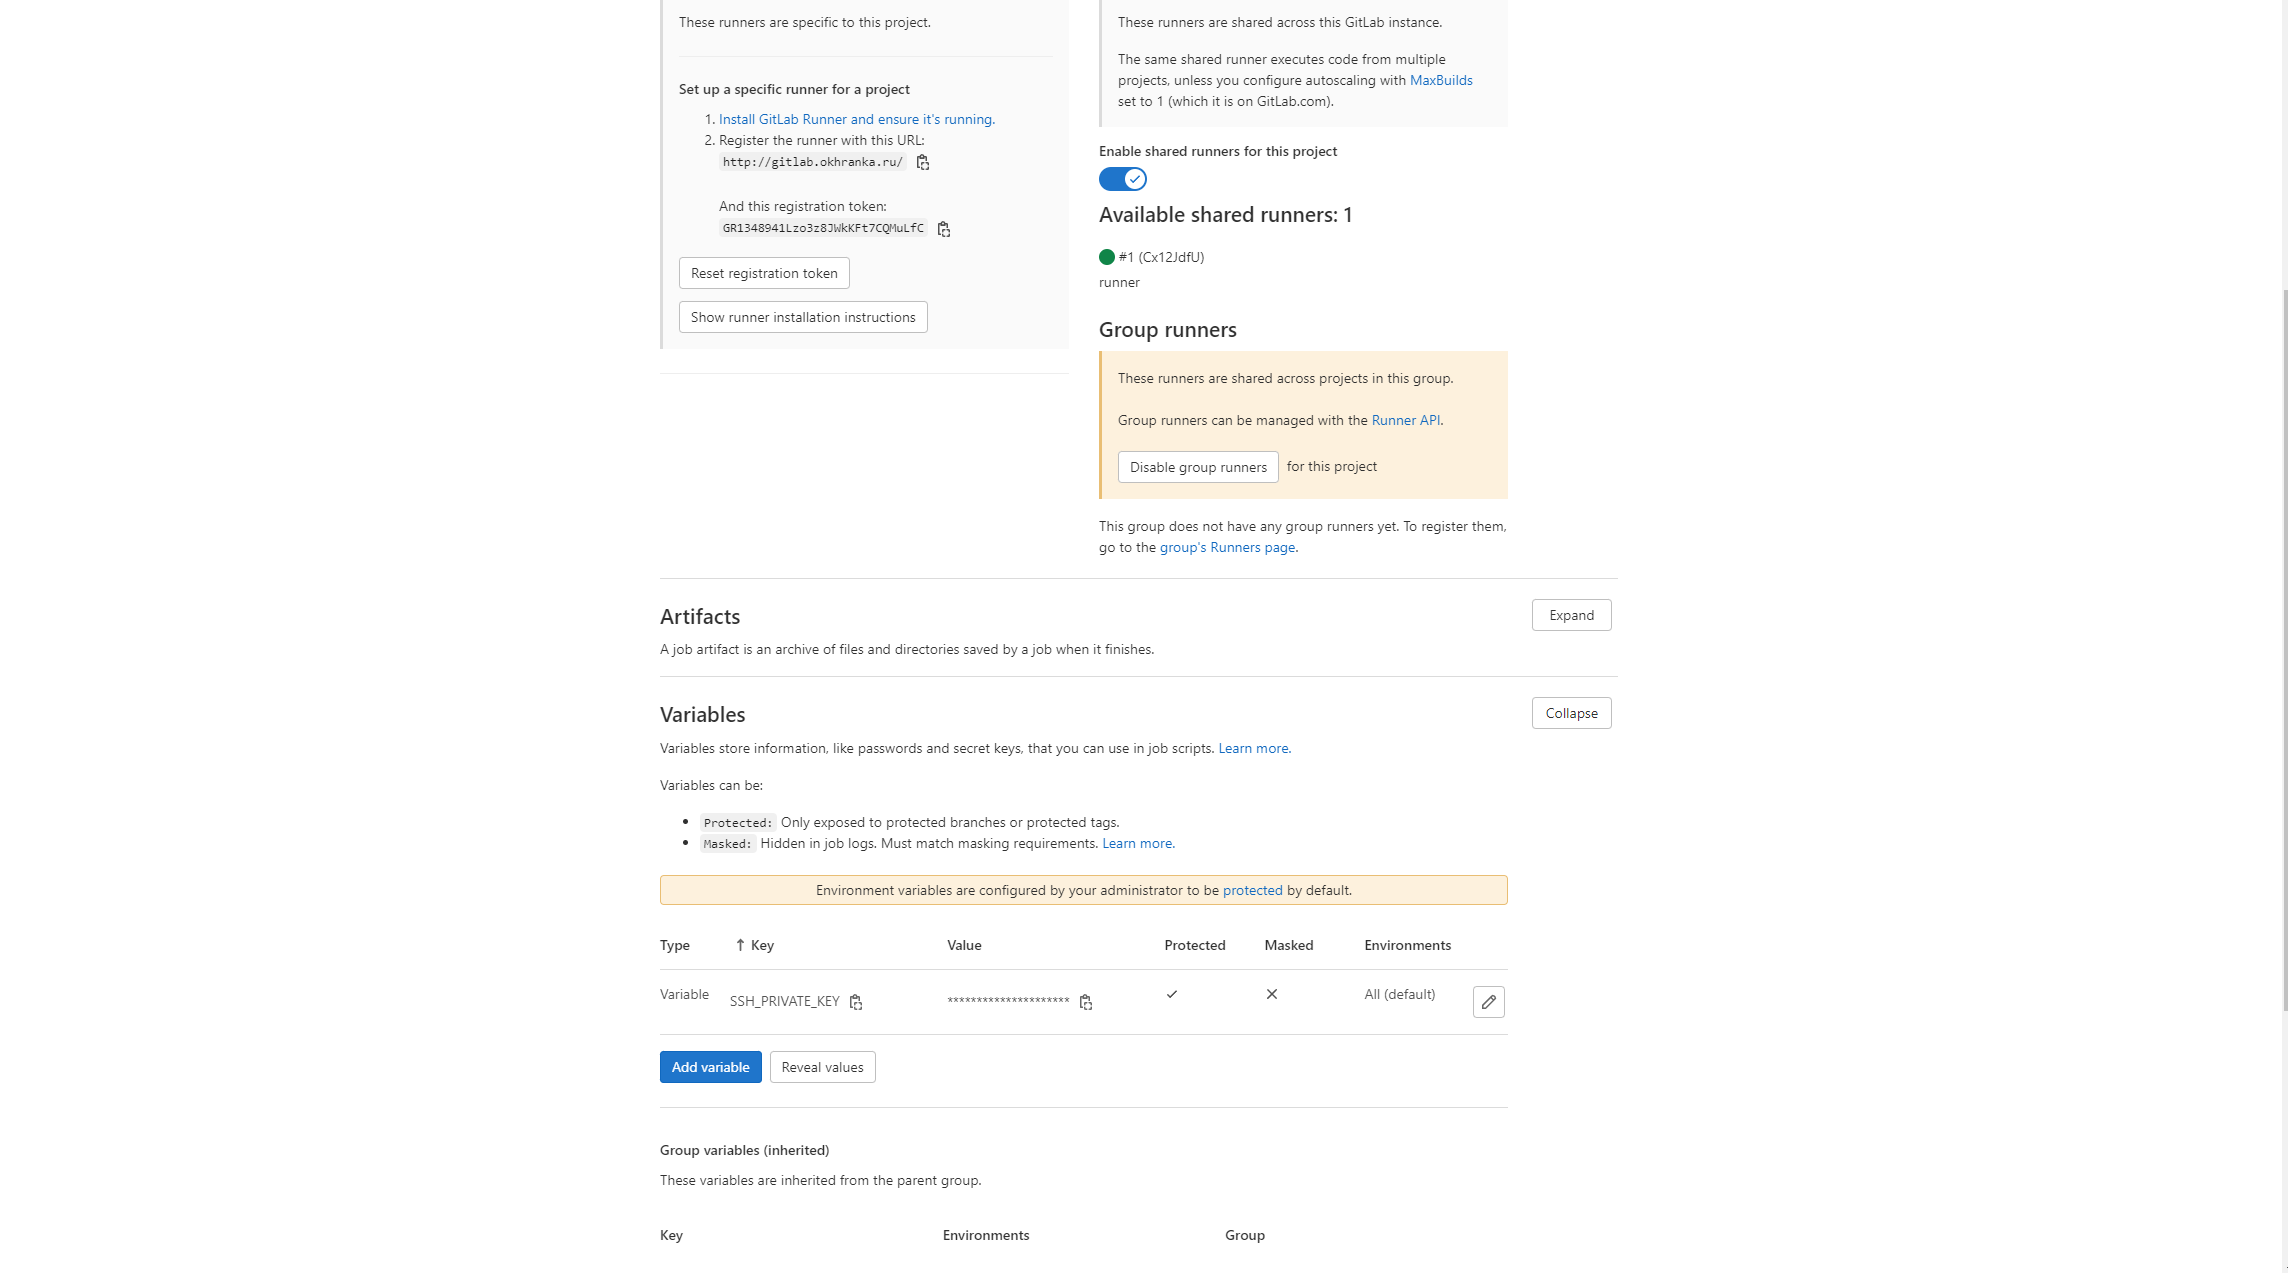 These runners are specific to this project.
Set up a specific runner for a project
1. Install GitLab Runner and ensure it's running.
2. Register the runner with this URL:
http://gitlab.okhranka.ru/
And this registration token:
GR1348941Lzo3z8JWkKFt7CQMuLfC
Reset registration token
Show runner installation instructions
These runners are shared across this GitLab instance.
The same shared runner executes code from multiple
projects, unless you configure autoscaling with MaxBuilds
set to 1 (which it is on GitLab.com).
Enable shared runners for this project
Available shared runners: 1
#1 (Cx12JdfU)
runner
Group runners
These runners are shared across projects in this group.
Group runners can be managed with the Runner API.
Disable group runners for this project
This group does not have any group runners yet. To register them,
go to the group's Runners page.
Artifacts
Expand
A job artifact is an archive of files and directories saved by a job when it finishes.
Variables
Collapse
Variables store information, like passwords and secret keys, that you can use in job scripts. Learn more.
Variables can be:
Protected: Only exposed to protected branches or protected tags.
Masked: Hidden in job logs. Must match masking requirements. Learn more.
Environment variables are configured by your administrator to be protected by default.
Type ↑ Key Value Protected Masked Environments
Variable SSH_PRIVATE_KEY ********************* All (default)
Add variable Reveal values
Group variables (inherited)
These variables are inherited from the parent group.
Key Environments Group